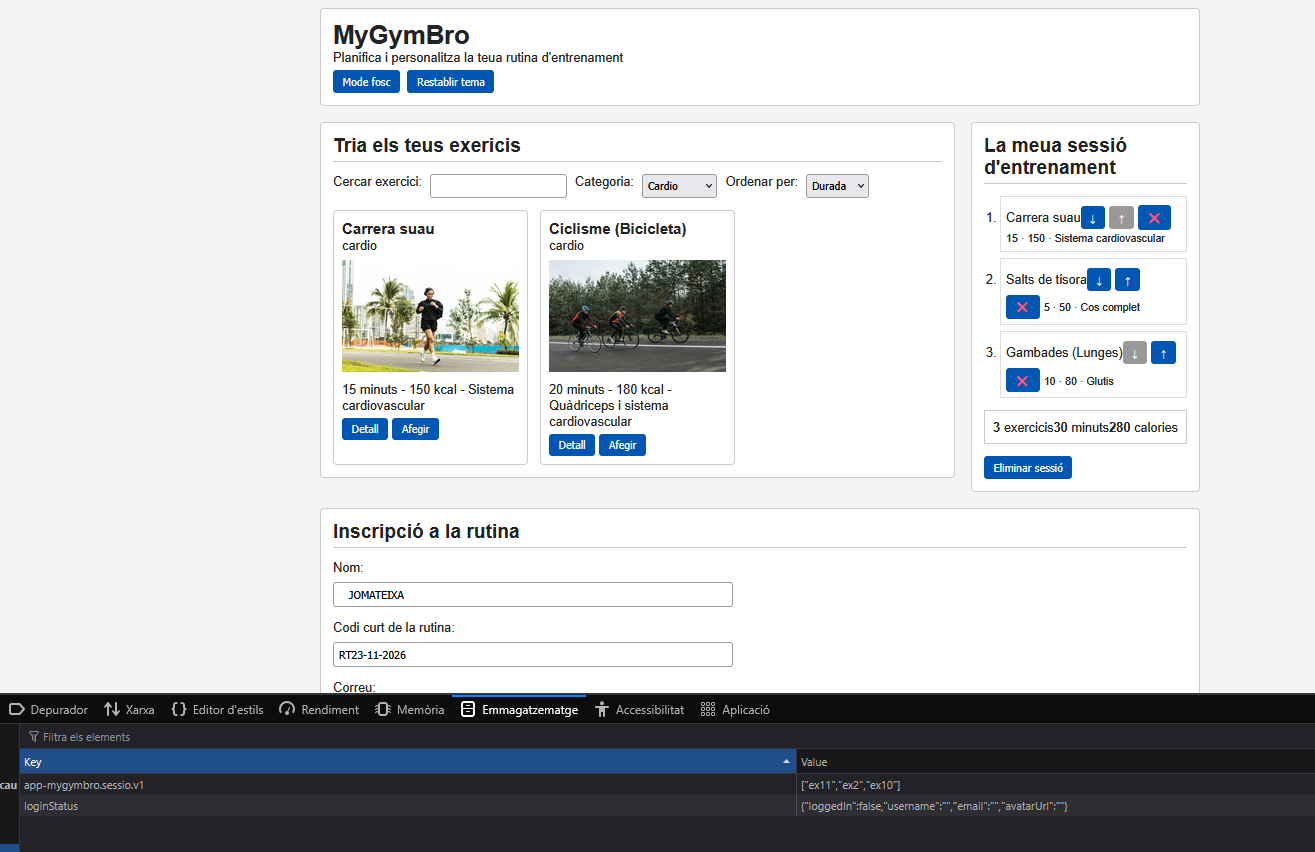 MyGymBro
Planifica i personalitza la teua rutina d'entrenament
Mode fosc Restablir tema
Tria els teus exericis
Cercar exercici: Categoria: Cardio Ordenar per: Durada
Carrera suau
cardio
15 minuts - 150 kcal - Sistema
cardiovascular
Detall Afegir
Ciclisme (Bicicleta)
cardio
20 minuts - 180 kcal -
Quàdriceps i sistema
cardiovascular
Detall Afegir
La meua sessió
d'entrenament
1. Carrera suau ↓ ↑ ❌
15 · 150 · Sistema cardiovascular
2. Salts de tisora ↓ ↑
❌ 5 · 50 · Cos complet
3. Gambades (Lunges) ↓ ↑
❌ 10 · 80 · Glutis
3 exercicis30 minuts280 calories
Eliminar sessió
Inscripció a la rutina
Nom:
JOMATEIXA
Codi curt de la rutina:
RT23-11-2026
Correu:
Depurador Xarxa Editor d'estils Rendiment Memòria Emmagatzematge Accessibilitat Aplicació
Filtra els elements
Key Value
cau app-mygymbro.sessio.v1 ["ex11","ex2","ex10"]
loginStatus {"loggedIn":false,"username":"","email":"","avatarUrl":""}